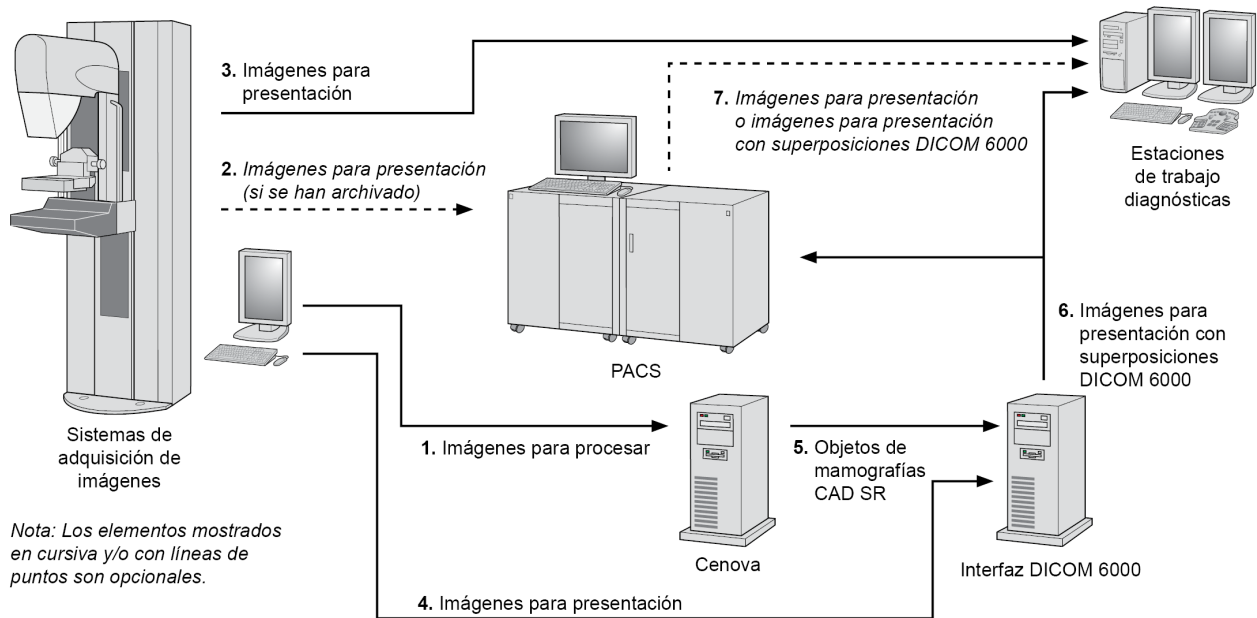 3. Imágenes para
presentación
2. Imágenes para presentación
(si se han archivado)
7. Imágenes para presentación
o imágenes para presentación
con superposiciones DICOM 6000
Estaciones
de trabajo
diagnósticas
PACS
6. Imágenes para
presentación con
superposiciones
DICOM 6000
Sistemas de
adquisición de
imágenes
1. Imágenes para procesar
5. Objetos de
mamografías
CAD SR
Nota: Los elementos mostrados
en cursiva y/o con líneas de
puntos son opcionales.
Cenova
Interfaz DICOM 6000
4. Imágenes para presentación